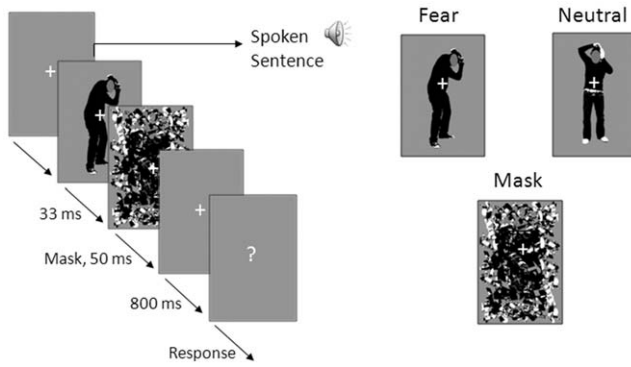 Spoken
Sentence
33 ms
Mask, 50 ms
800 ms
?
Response
Fear
Neutral
Mask